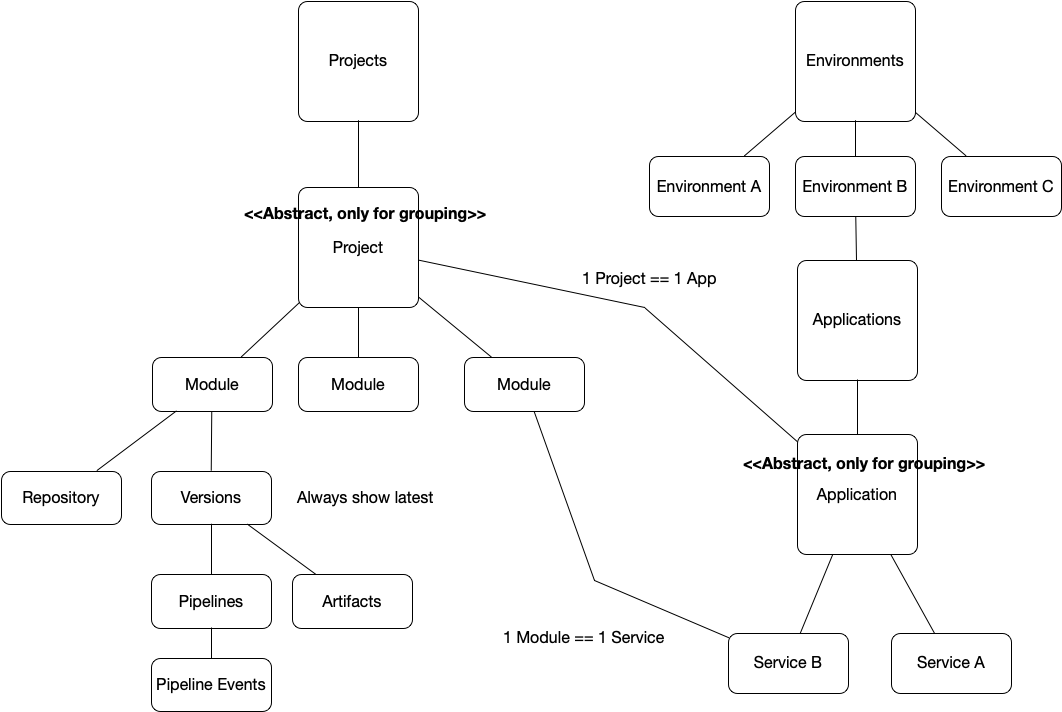 Projects
Environments
Environment A
Environment B
Environment C
<<Abstract, only for grouping>>
Project
1 Project == 1 App
Applications
Module
Module
Module
<<Abstract, only for grouping>>
Application
Repository
Versions
Always show latest
Pipelines
Artifacts
1 Module == 1 Service
Service B
Service A
Pipeline Events